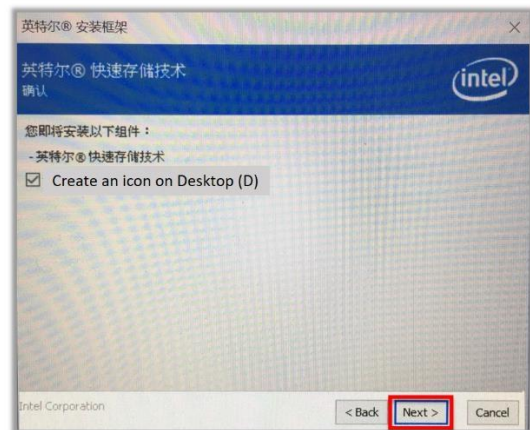 英特尔® 安装框架
英特尔® 快速存储技术
确认
intel
您即将安装以下组件：
-英特尔® 快速存储技术
Create an icon on Desktop (D)
Intel Corporation
< Back Next > Cancel